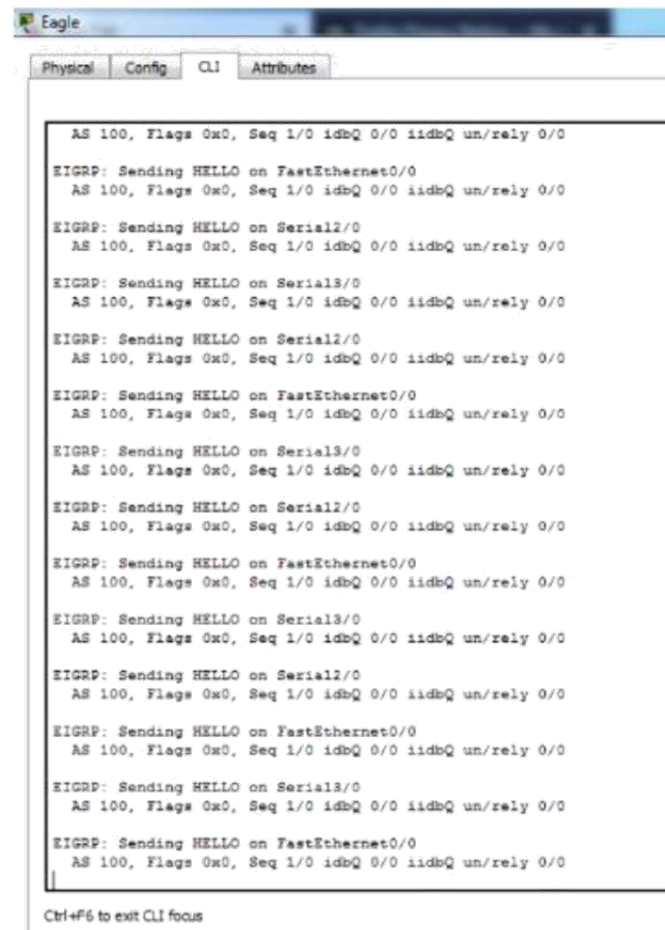 Eagle
Physical Config CLI Attributes
AS 100, Flags 0x0, Seq 1/0 idbQ 0/0 iidbQ un/rely 0/0
EIGRP: Sending HELLO on FastEthernet0/0
AS 100, Flags 0x0, Seq 1/0 idbQ 0/0 iidbQ un/rely 0/0
EIGRP: Sending HELLO on Serial2/0
AS 100, Flags 0x0, Seq 1/0 idbQ 0/0 iidbQ un/rely 0/0
EIGRP: Sending HELLO on Serial3/0
AS 100, Flags 0x0, Seq 1/0 idbQ 0/0 iidbQ un/rely 0/0
EIGRP: Sending HELLO on Serial2/0
AS 100, Flags 0x0, Seq 1/0 idbQ 0/0 iidbQ un/rely 0/0
EIGRP: Sending HELLO on FastEthernet0/0
AS 100, Flags 0x0, Seq 1/0 idbQ 0/0 iidbQ un/rely 0/0
EIGRP: Sending HELLO on Serial3/0
AS 100, Flags 0x0, Seq 1/0 idbQ 0/0 iidbQ un/rely 0/0
EIGRP: Sending HELLO on Serial2/0
AS 100, Flags 0x0, Seq 1/0 idbQ 0/0 iidbQ un/rely 0/0
EIGRP: Sending HELLO on FastEthernet0/0
AS 100, Flags 0x0, Seq 1/0 idbQ 0/0 iidbQ un/rely 0/0
EIGRP: Sending HELLO on Serial3/0
AS 100, Flags 0x0, Seq 1/0 idbQ 0/0 iidbQ un/rely 0/0
EIGRP: Sending HELLO on Serial2/0
AS 100, Flags 0x0, Seq 1/0 idbQ 0/0 iidbQ un/rely 0/0
EIGRP: Sending HELLO on FastEthernet0/0
AS 100, Flags 0x0, Seq 1/0 idbQ 0/0 iidbQ un/rely 0/0
EIGRP: Sending HELLO on Serial3/0
AS 100, Flags 0x0, Seq 1/0 idbQ 0/0 iidbQ un/rely 0/0
EIGRP: Sending HELLO on FastEthernet0/0
AS 100, Flags 0x0, Seq 1/0 idbQ 0/0 iidbQ un/rely 0/0
Ctrl+F6 to exit CLI focus